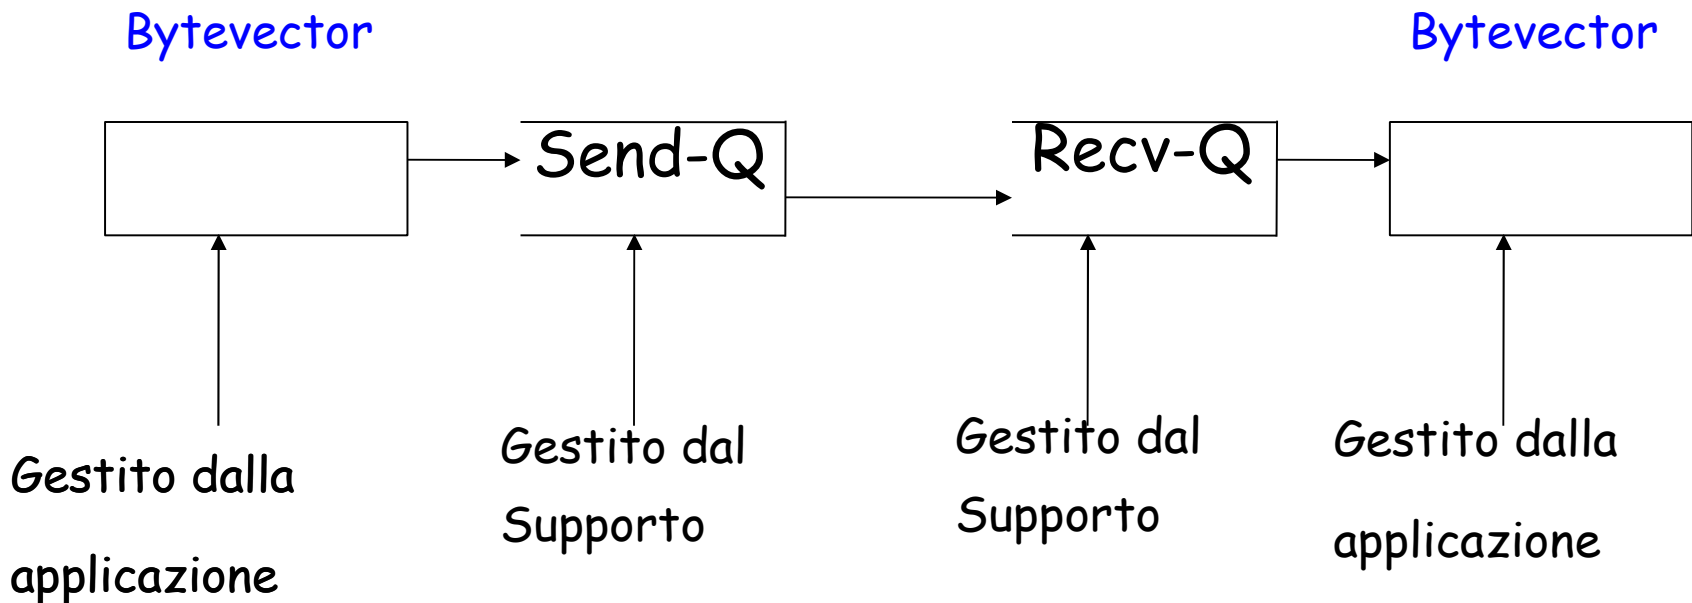 Bytevector
Bytevector
Send-Q
Recv-Q
Gestito dalla
applicazione
Gestito dal
Supporto
Gestito dal
Supporto
Gestito dalla
applicazione